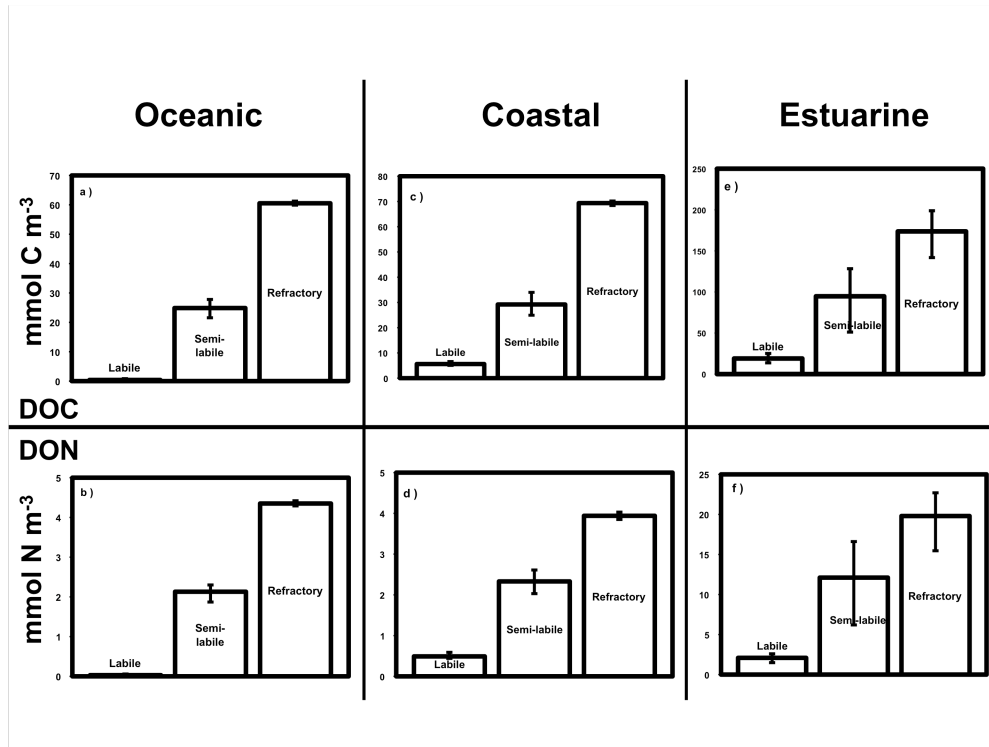 Oceanic
Coastal
Estuarine
mmol C m-3
a )
70
60
50
40
30
20
10
0
Labile
Semi-
labile
Refractory
c )
80
70
60
50
40
30
20
10
0
Labile
Semi-labile
Refractory
e )
250
200
150
100
50
0
Labile
Semi-labile
Refractory
DOC
DON
mmol N m-3
b )
5
4
3
2
1
0
Labile
Semi-
labile
Refractory
d )
5
4
3
2
1
0
Labile
Semi-labile
Refractory
f )
25
20
15
10
5
0
Labile
Semi-labile
Refractory